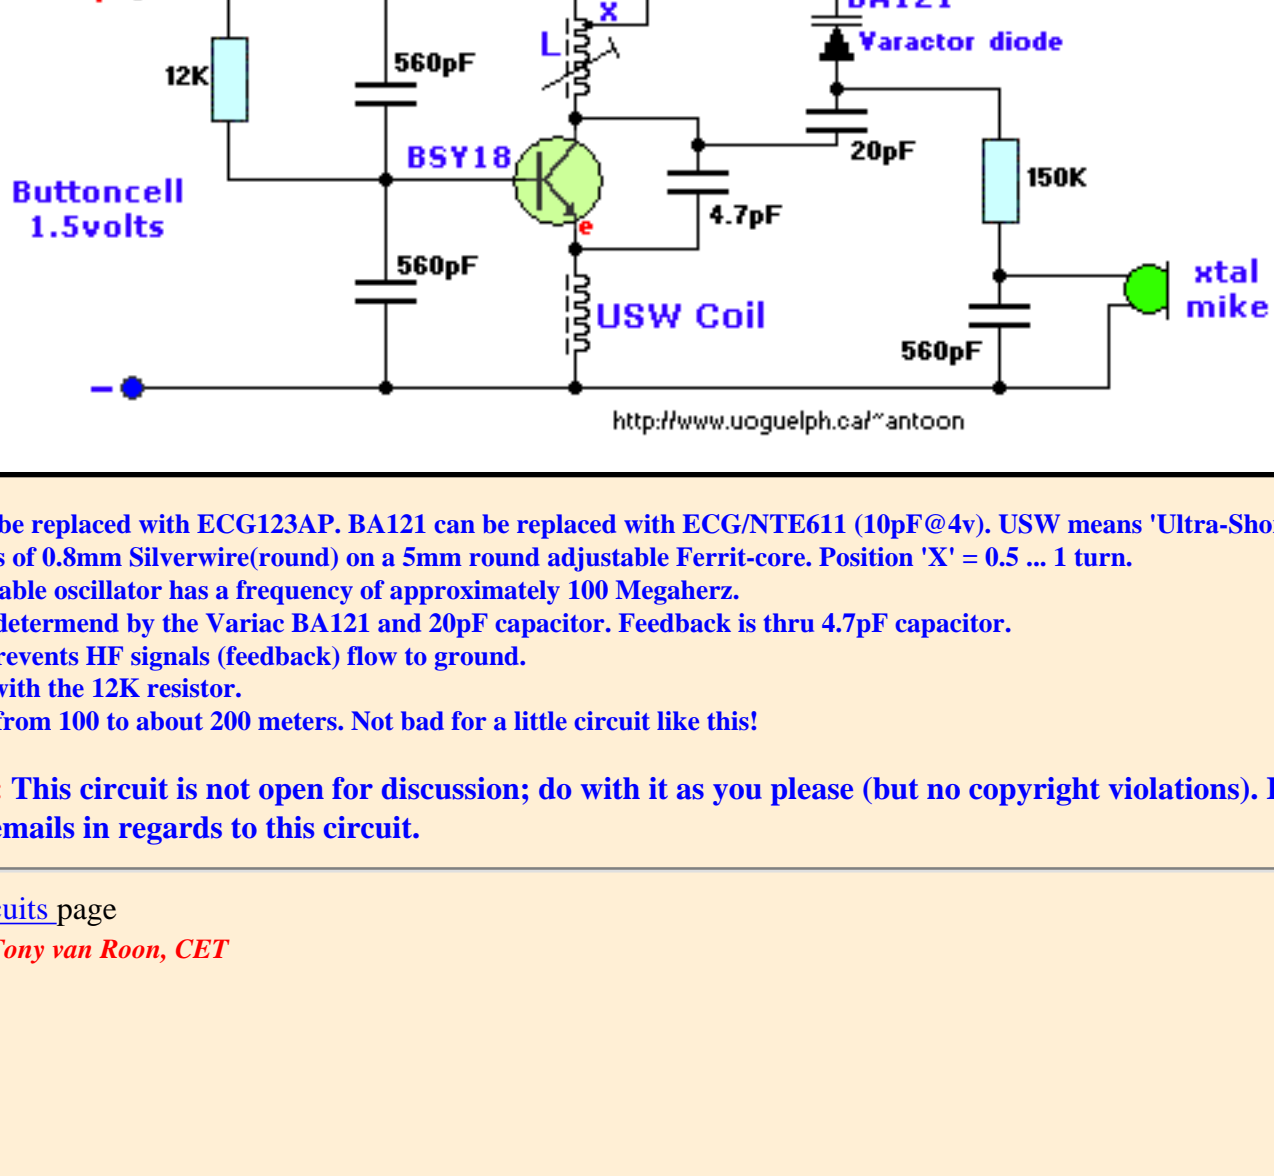 X
BA121
L
Varactor diode
560pF
12K
BSY18
20pF
150K
Buttoncell
1.5volts
4.7pF
e
560pF
xtal
mike
USW Coil
560pF
–
http://www.uoguelph.ca/~antoon
be replaced with ECG123AP. BA121 can be replaced with ECG/NTE611 (10pF@4v). USW means 'Ultra-Sho
s of 0.8mm Silverwire(round) on a 5mm round adjustable Ferrit-core. Position 'X' = 0.5 ... 1 turn.
able oscillator has a frequency of approximately 100 Megaherz.
determend by the Variac BA121 and 20pF capacitor. Feedback is thru 4.7pF capacitor.
revents HF signals (feedback) flow to ground.
with the 12K resistor.
from 100 to about 200 meters. Not bad for a little circuit like this!
: This circuit is not open for discussion; do with it as you please (but no copyright violations).
emails in regards to this circuit.
cuits page
Tony van Roon, CET